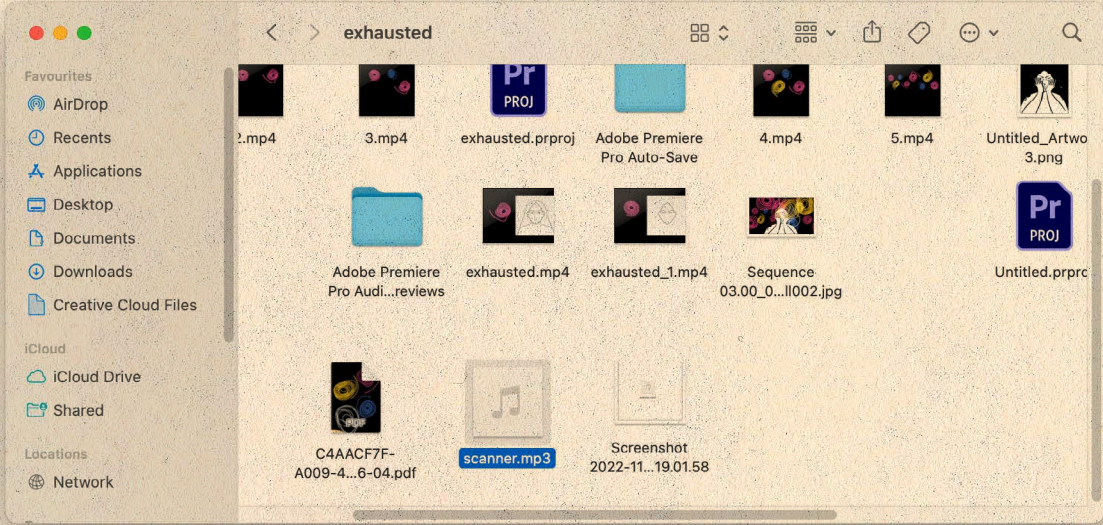 exhausted
Favourites
AirDrop
Recents
Applications
Desktop
Documents
Downloads
Creative Cloud Files
iCloud
iCloud Drive
Shared
Locations
Network
Pr
PROJ
2.mp4
3.mp4
exhausted.prproj
Adobe Premiere
Pro Auto-Save
4.mp4
5.mp4
Untitled_Artwo
3.png
Pr
PROJ
Adobe Premiere
Pro Audi...reviews
exhausted.mp4
exhausted_1.mp4
Sequence
03.00_0...ll002.jpg
Untitled.prpro
PDF
C4AACF7F-
A009-4...6-04.pdf
scanner.mp3
Screenshot
2022-11...19.01.58